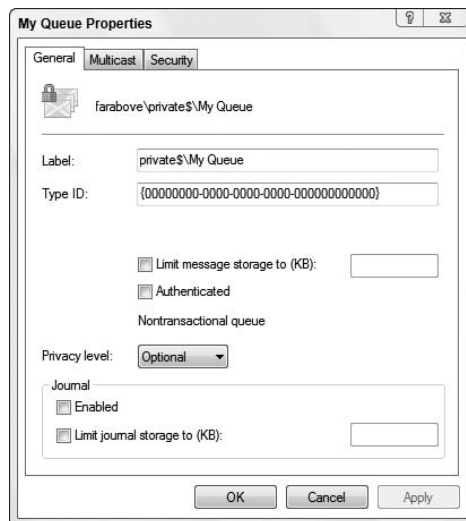 My Queue Properties
General Multicast Security
farabove\private$\My Queue
Label: private$\My Queue
Type ID: {00000000-0000-0000-0000-000000000000}
Limit message storage to (KB):
Authenticated
Nontransactional queue
Privacy level: Optional
Journal
Enabled
Limit journal storage to (KB):
OK Cancel Apply